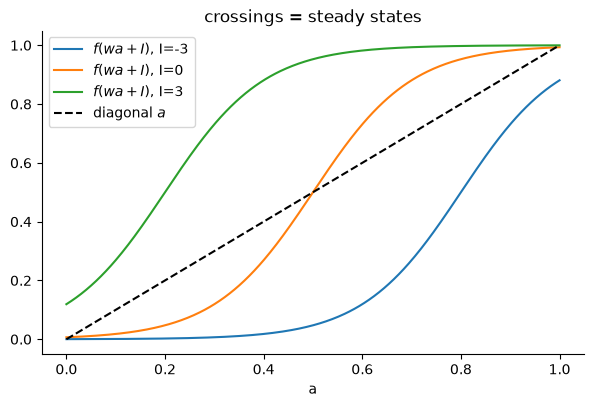 crossings = steady states
f(wa + I), I=-3
f(wa + I), I=0
f(wa + I), I=3
diagonal a
1.0
0.8
0.6
0.4
0.2
0.0
0.0 0.2 0.4 0.6 0.8 1.0
a